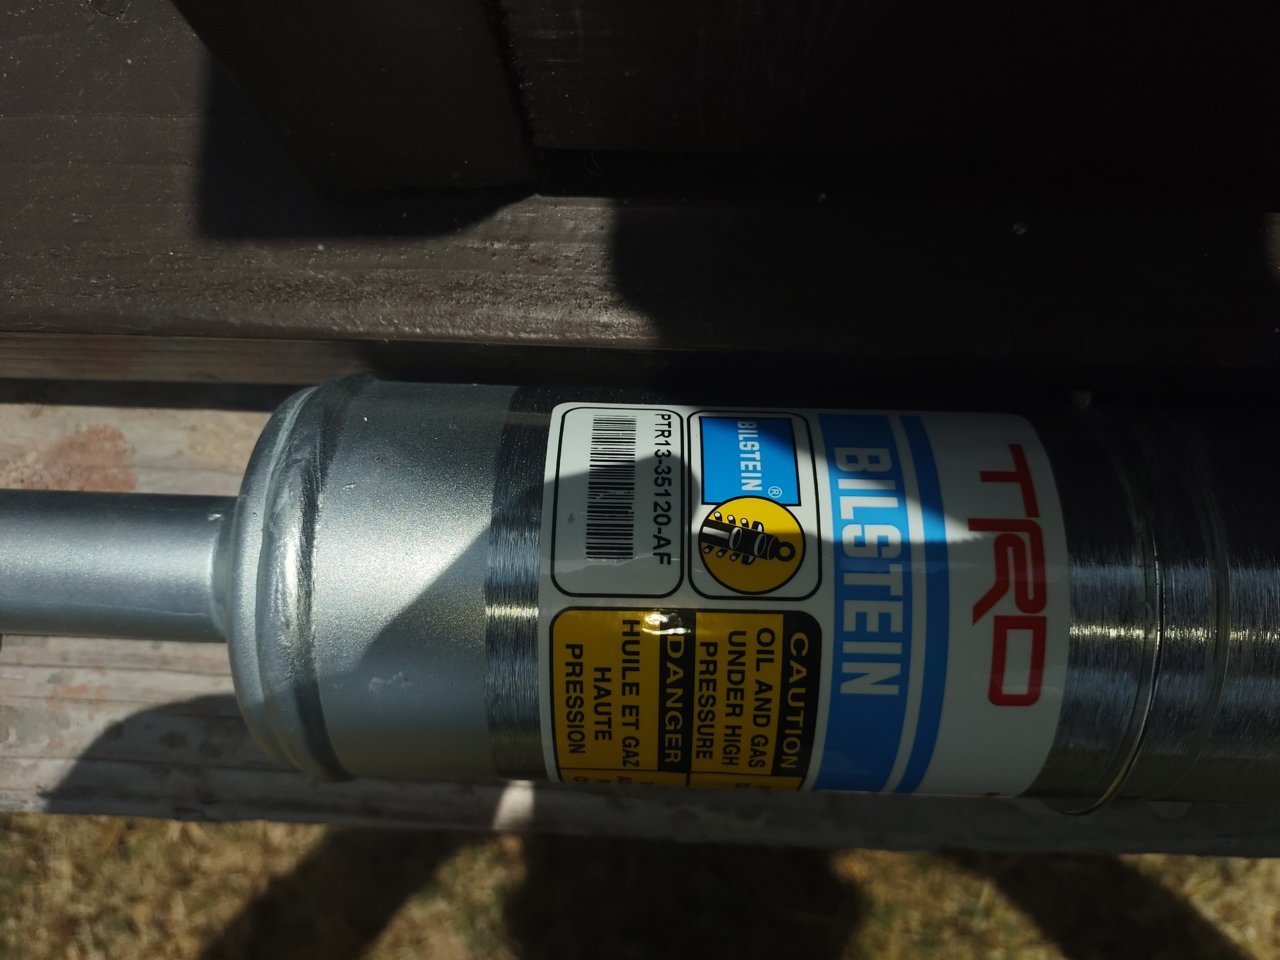 TRD
BILSTEIN
BILSTEIN®
PTR13-35120-AF
CAUTION
OIL AND GAS
UNDER HIGH
PRESSURE
DANGER
HUILE ET GAZ
HAUTE
PRESSION